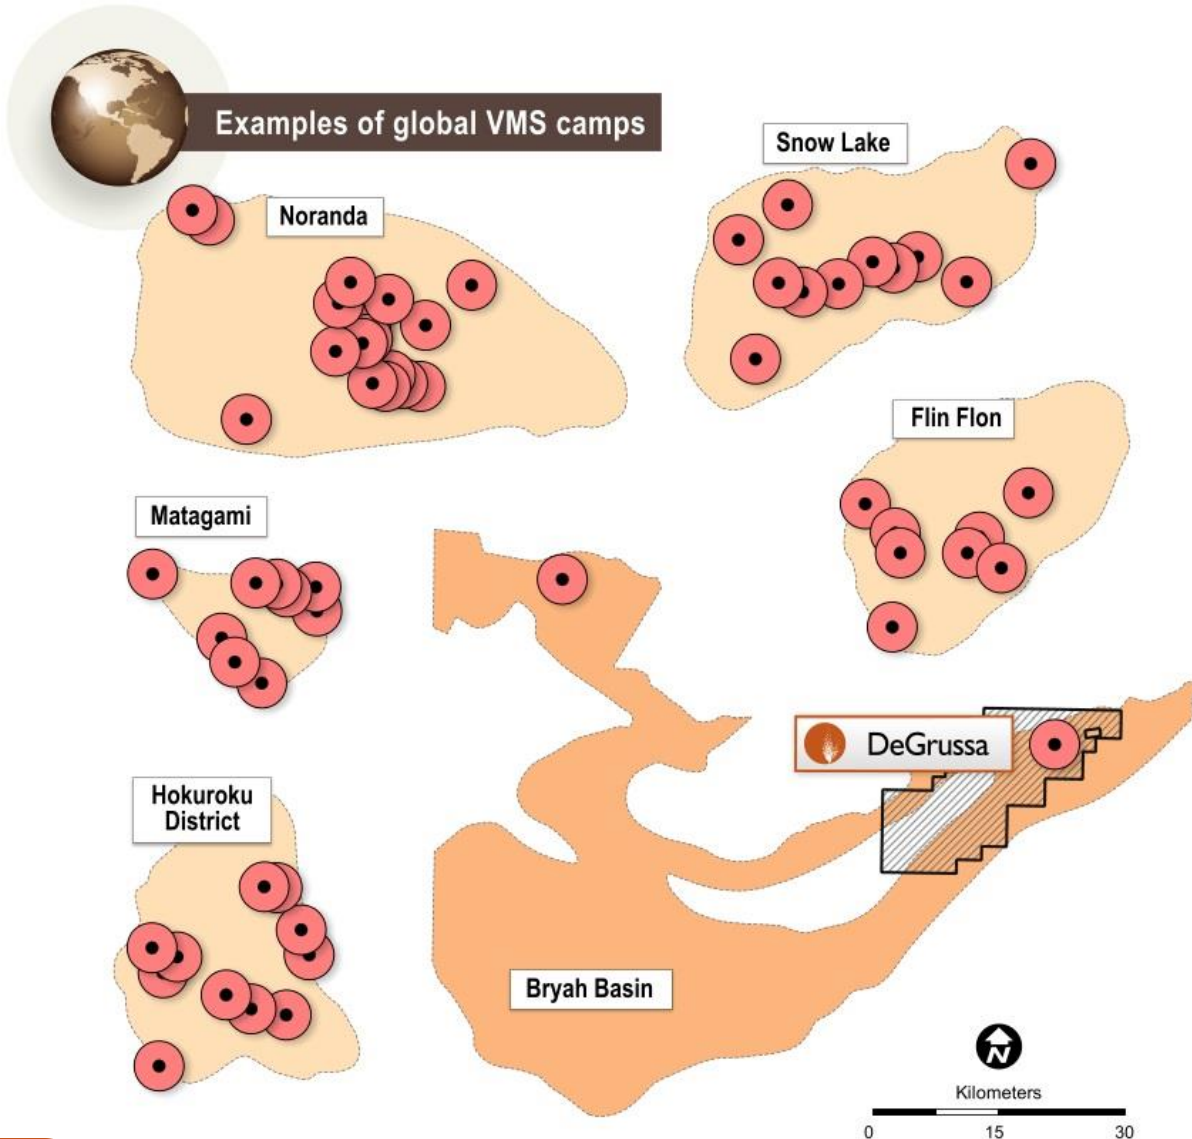 Examples of global VMS camps
Snow Lake
Noranda
Flin Flon
Matagami
DeGrussa
Hokuroku
District
Bryah Basin
N
Kilometers
0 15 30